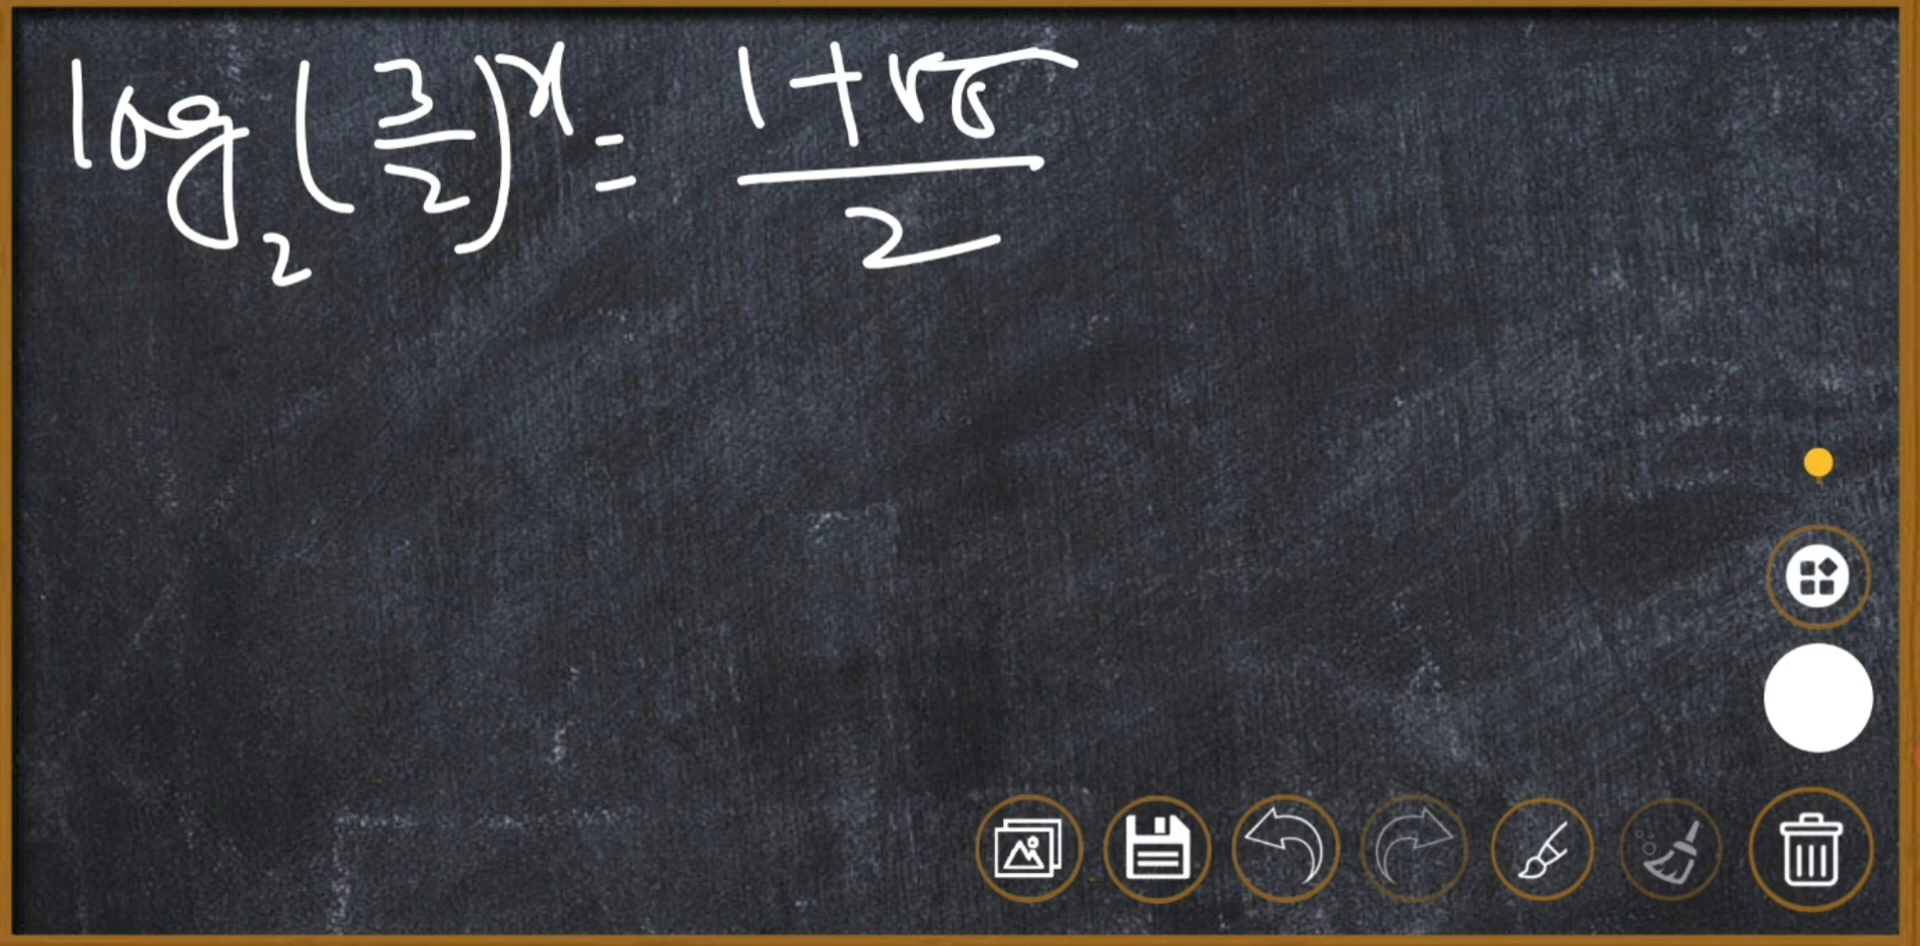 log₂(3/2)ˣ = (1+√5)/2